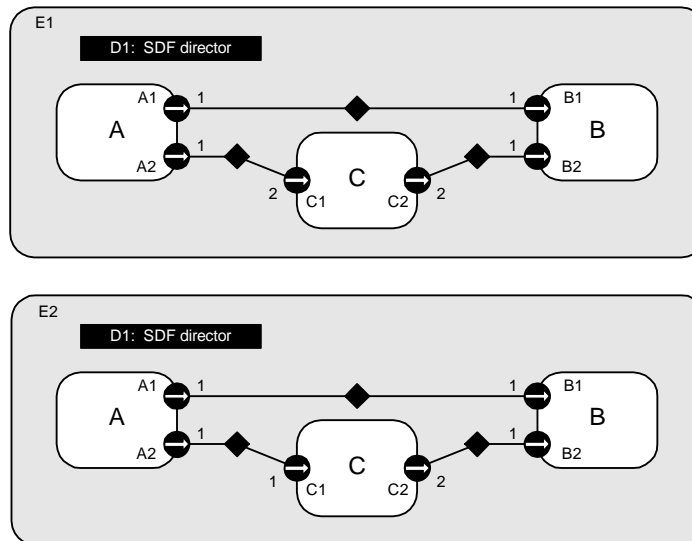 E1
D1: SDF director
A1 1 1 B1
A B
1 1
A2 C B2
2 C1 C2 2
E2
D1: SDF director
A1 1 1 B1
A B
1 1
A2 C B2
1 C1 C2 2